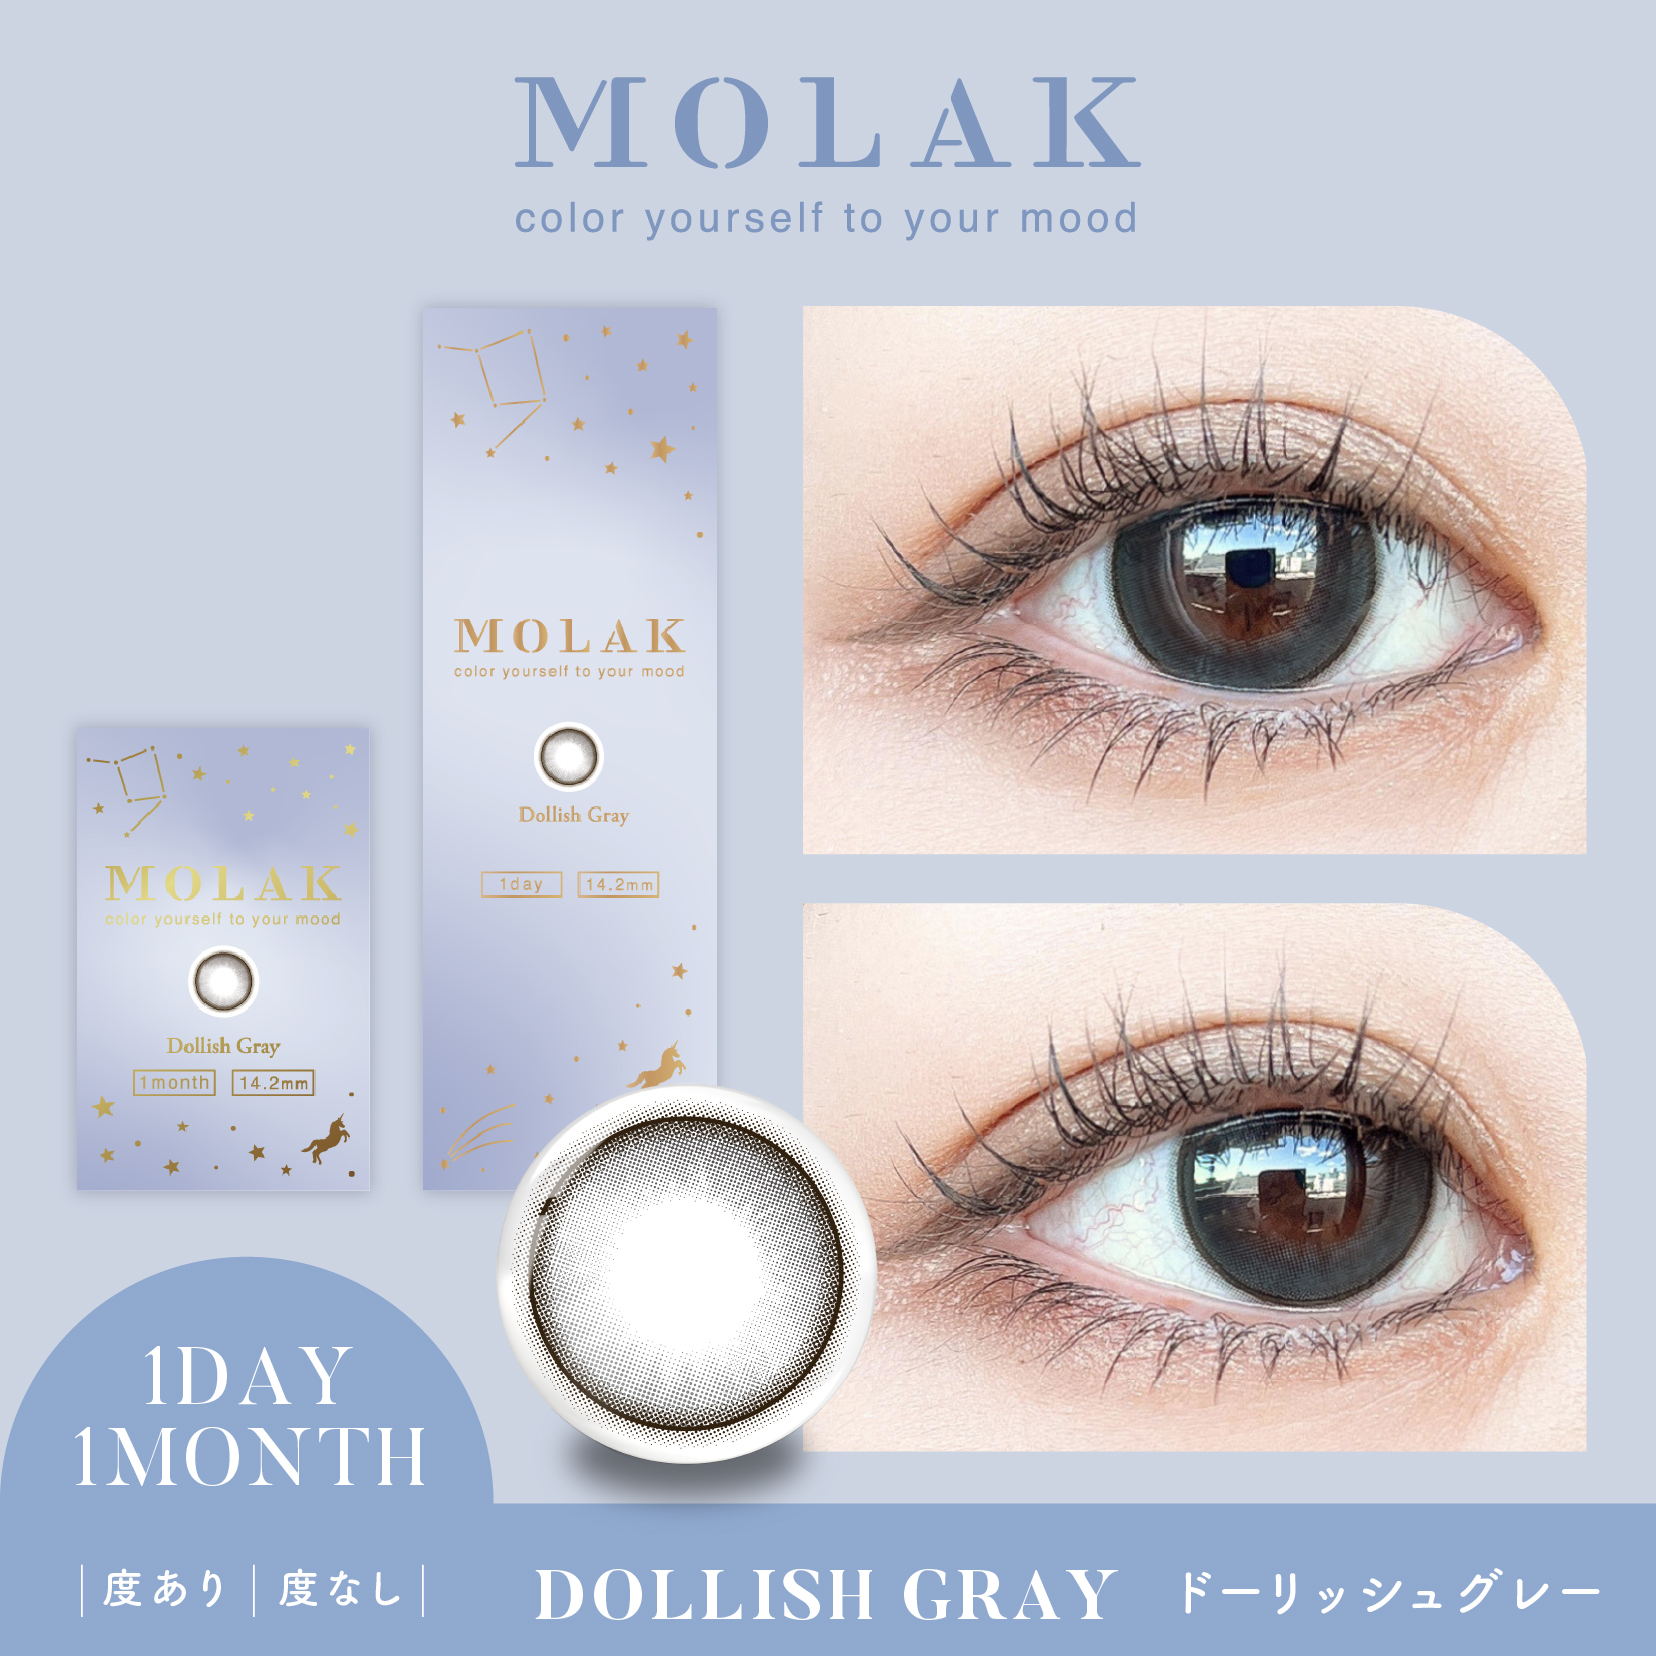 MOLAK
color yourself to your mood
MOLAK
color yourself to your mood
Dollish Gray
1day
14.2mm
MOLAK
color yourself to your mood
Dollish Gray
1month
14.2mm
1DAY
1MONTH
度あり
度なし
DOLLISH GRAY
ドーリッシュグレー